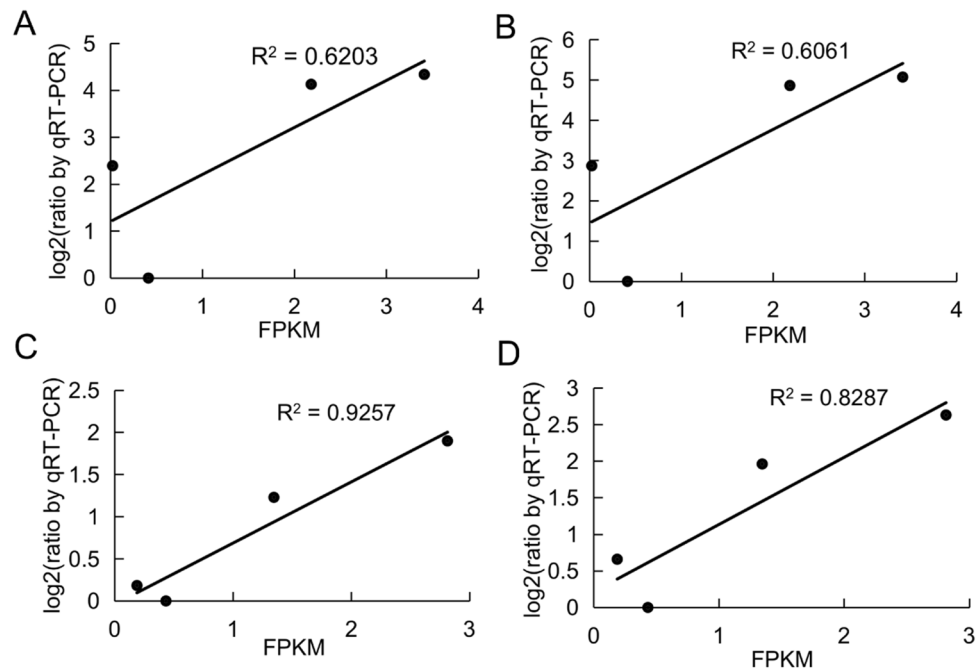 A
R² = 0.6203
log2(ratio by qRT-PCR)
5
4
3
2
1
0
0 1 2 3 4
FPKM
B
R² = 0.6061
log2(ratio by qRT-PCR)
6
5
4
3
2
1
0
0 1 2 3 4
FPKM
C
R² = 0.9257
log2(ratio by qRT-PCR)
2.5
2
1.5
1
0.5
0
0 1 2 3
FPKM
D
R² = 0.8287
log2(ratio by qRT-PCR)
3
2.5
2
1.5
1
0.5
0
0 1 2 3
FPKM